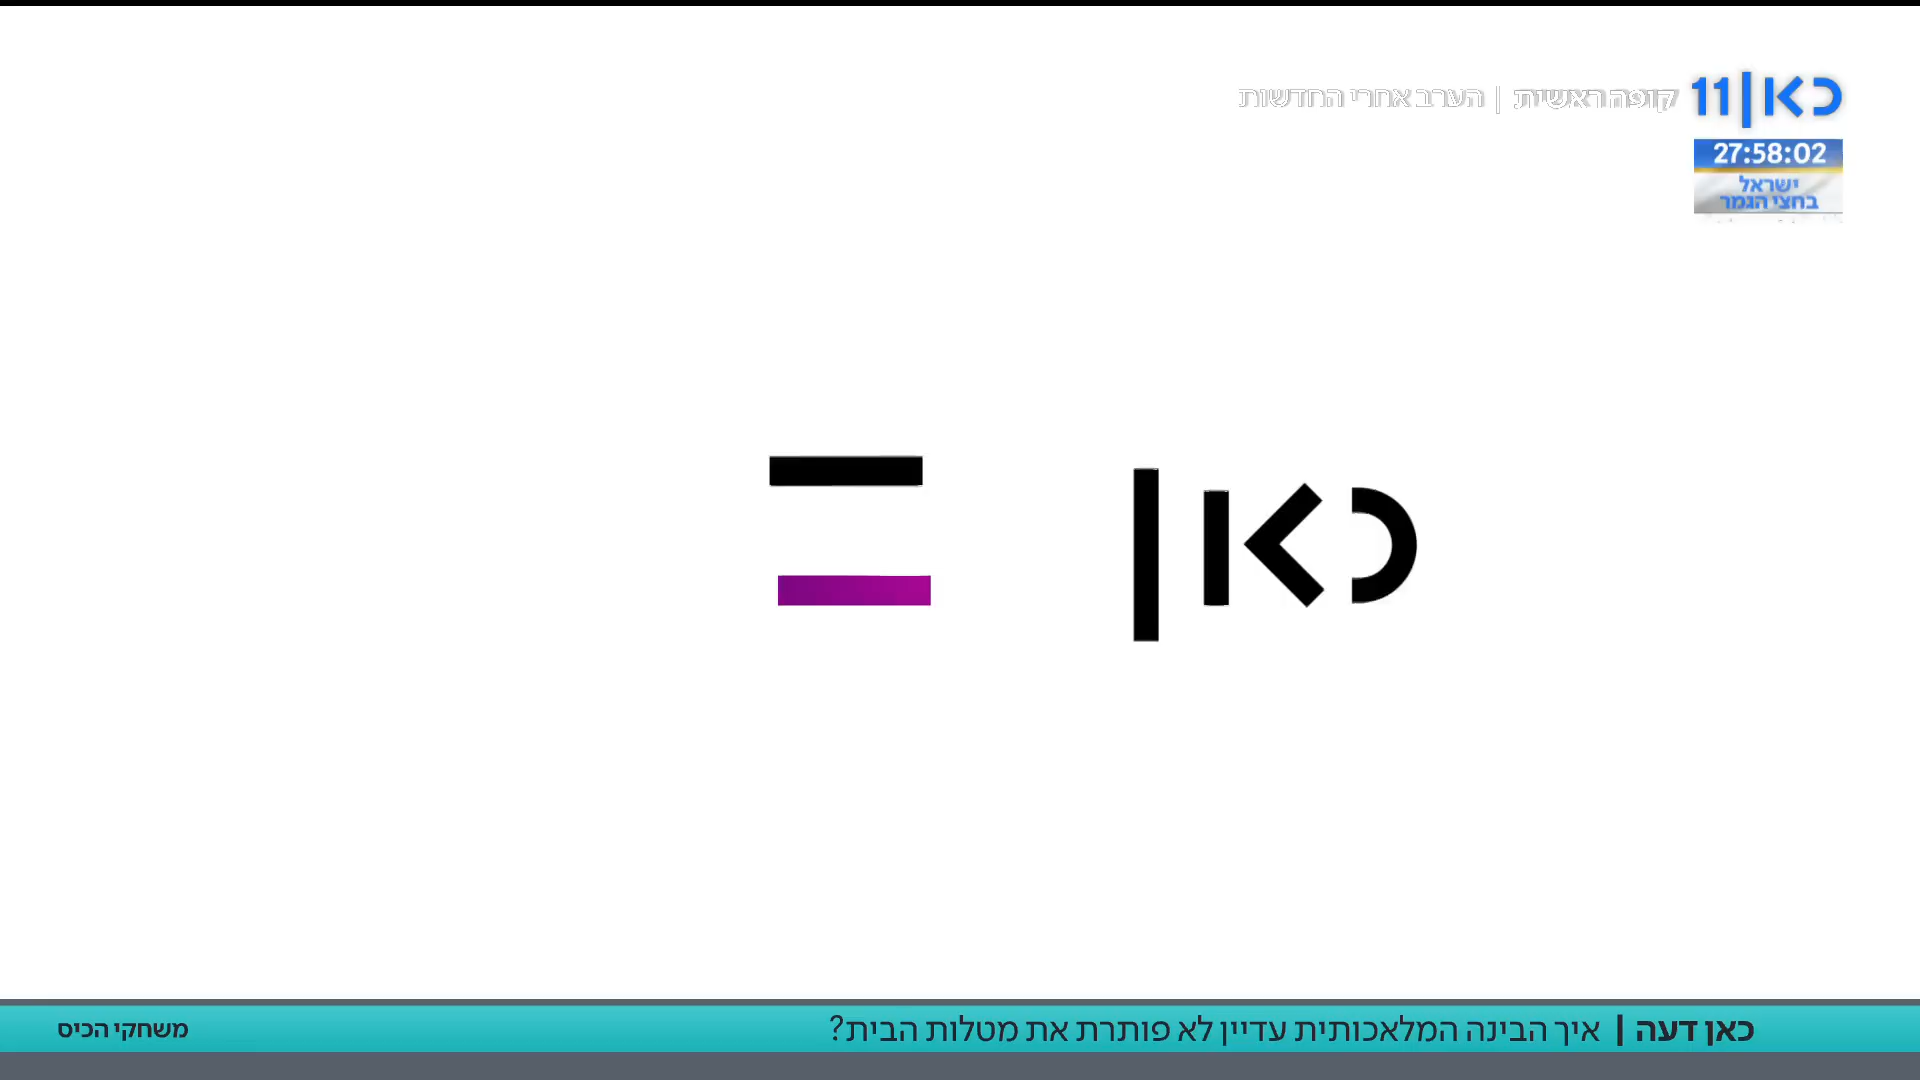 כאן 11
קופה ראשית | הערב אחרי החדשות
27:58:02
ישראל
בחצי הגמר
כאן
כאן דעה | איך הבינה המלאכותית עדיין לא פותרת את מטלות הבית?
משחקי הכיס